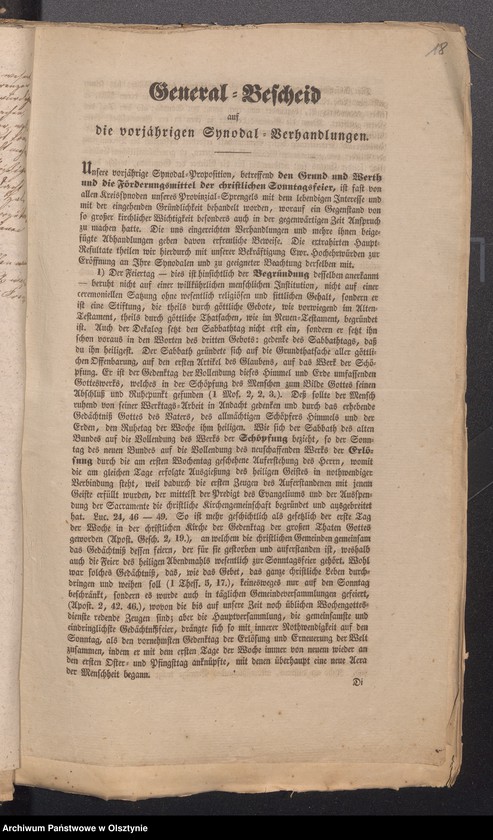 18
General-Bescheid
auf
die vorjährigen Synodal-Verhandlungen.
Unsere vorjährige Synodal-Proposition, betreffend den Grund und Werth
und die Förderungsmittel der christlichen Sonntagsfeier, ist fast von
allen Kreissynoden unseres Provinzial-Sprengels mit dem lebendigen Interesse und
mit der eingehenden Gründlichkeit behandelt worden, worauf ein Gegenstand von
so großer kirchlicher Wichtigkeit besonders auch in der gegenwärtigen Zeit Anspruch
zu machen hatte. Die uns eingereichten Verhandlungen und mehre ihnen beige-
fügte Abhandlungen geben davon erfreuliche Beweise. Die extrahirten Haupt-
Resultate theilen wir hierdurch mit unserer Bekräftigung Ewr. Hochehrwürden zur
Eröffnung an Ihre Synodalen und zu geeigneter Beachtung derselben mit.
1) Der Feiertag — dies ist hinsichtlich der Begründung desselben anerkannt
— beruht nicht auf einer willkührlichen menschlichen Institution, nicht auf einer
ceremoniellen Satzung ohne wesentlich religiösen und sittlichen Gehalt, sondern er
ist eine Stiftung, die theils durch göttliche Gebote, wie vorwiegend im Alten-
Testament, theils durch göttliche Thatsachen, wie im Neuen-Testament, begründet
ist. Auch der Dekalog setzt den Sabbathtag nicht erst ein, sondern er setzt ihn
schon voraus in den Worten des dritten Gebots: gedenke des Sabbathtags, daß
du ihn heiligest. Der Sabbath gründete sich auf die Grundthatsache aller göttli-
chen Offenbarung, auf den ersten Artikel des Glaubens, auf das Werk der Schö-
pfung. Er ist der Gedenktag der Vollendung dieses Himmel und Erde umfassenden
Gotteswerks, welches in der Schöpfung des Menschen zum Bilde Gottes seinen
Abschluß und Ruhepunkt gefunden (1 Mos. 2, 2. 3.). Deß sollte der Mensch
ruhend von seiner Werktags-Arbeit in Andacht gedenken und durch das erhebende
Gedächtniß Gottes des Vaters, des allmächtigen Schöpfers Himmels und der
Erden, den Ruhetag der Woche ihm heiligen. Wie sich der Sabbath des alten
Bundes auf die Vollendung des Werks der Schöpfung bezieht, so der Sonn-
tag des neuen Bundes auf die Vollendung des neuschaffenden Werks der Erlö-
sung durch die am ersten Wochentag geschehene Auferstehung des Herrn, womit
die am gleichen Tage erfolgte Ausgießung des heiligen Geistes in nothwendiger
Verbindung steht, weil dadurch die ersten Zeugen des Auferstandenen mit jenem
Geiste erfüllt wurden, der mittelst der Predigt des Evangeliums und der Ausspen-
dung der Sacramente die christliche Kirchengemeinschaft begründet und ausgebreitet
hat. Luc. 24, 46 — 49. So ist mehr geschichtlich als gesetzlich der erste Tag
der Woche in der christlichen Kirche der Gedenktag der großen Thaten Gottes
geworden (Apost. Gesch. 2, 19.), an welchem die christlichen Gemeinden gemeinsam
das Gedächtniß dessen feiern, der für sie gestorben und auferstanden ist, weshalb
auch die Feier des heiligen Abendmahls wesentlich zur Sonntagsfeier gehört. Wohl
war solches Gedächtniß, das, wie das Gebet, das ganze christliche Leben durch-
dringen und weihen soll (1 Thess. 5, 17.), keinesweges nur auf den Sonntag
beschränkt, sondern es wurde auch in täglichen Gemeindeversammlungen gefeiert,
(Apost. 2, 42. 46.), wovon die bis auf unsere Zeit noch üblichen Wochengottes-
dienste redende Zeugen sind; aber die Hauptversammlung, die gemeinsamste und
eindringlichste Gedächtnißfeier, drängte sich so mit innerer Nothwendigkeit auf den
Sonntag, als den vornehmsten Gedenktag der Erlösung und Erneuerung der Welt
zusammen, indem er mit dem ersten Tage der Woche immer von neuem wieder an
den ersten Oster- und Pfingsttag anknüpfte, mit denen überhaupt eine neue Aera
der Menschheit begann.
Di
Archiwum Państwowe w Olsztynie